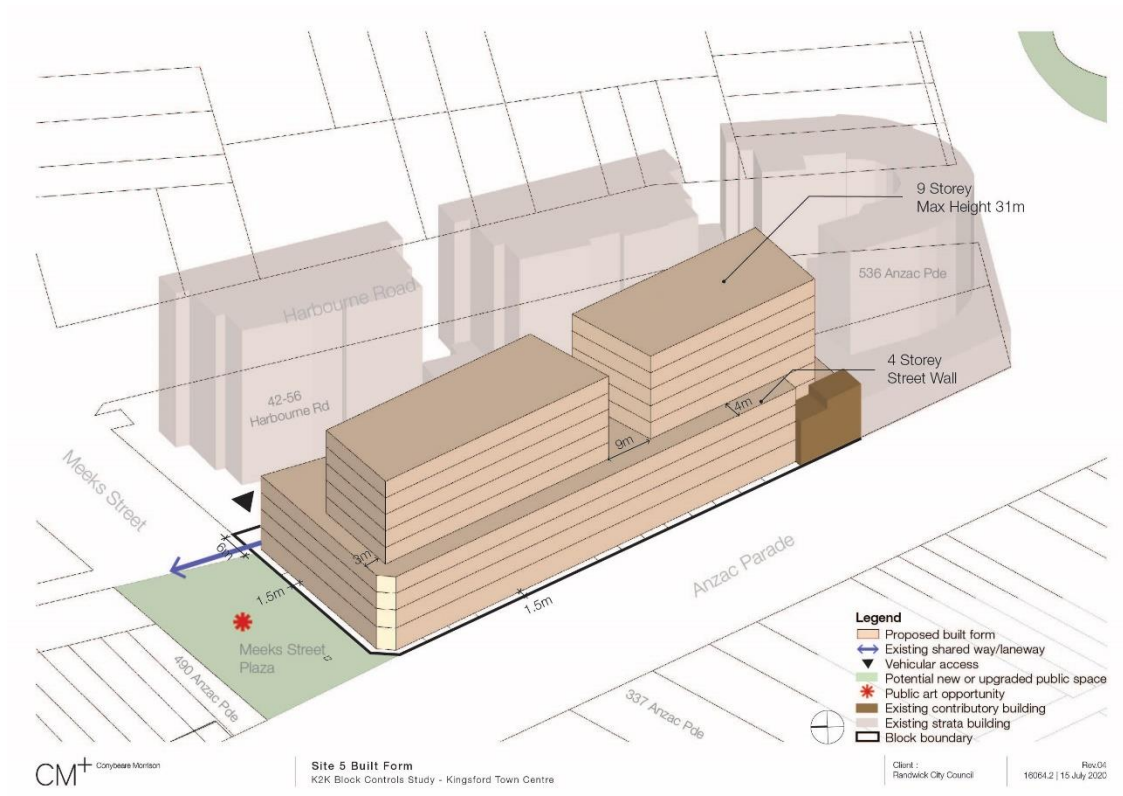 9 Storey
Max Height 31m
536 Anzac Pde
Harbourne Road
4 Storey
Street Wall
42-56
Harbourne Rd
4m
9m
Meeks Street
6m
3m
1.5m
1.5m
Anzac Parade
Meeks Street
Plaza
490 Anzac Pde
337 Anzac Pde
Legend
Proposed built form
Existing shared way/laneway
Vehicular access
Potential new or upgraded public space
Public art opportunity
Existing contributory building
Existing strata building
Block boundary
CM+ Conybeare Morrison
Site 5 Built Form
K2K Block Controls Study - Kingsford Town Centre
Client :
Randwick City Council
Rev.04
16064.2 | 15 July 2020